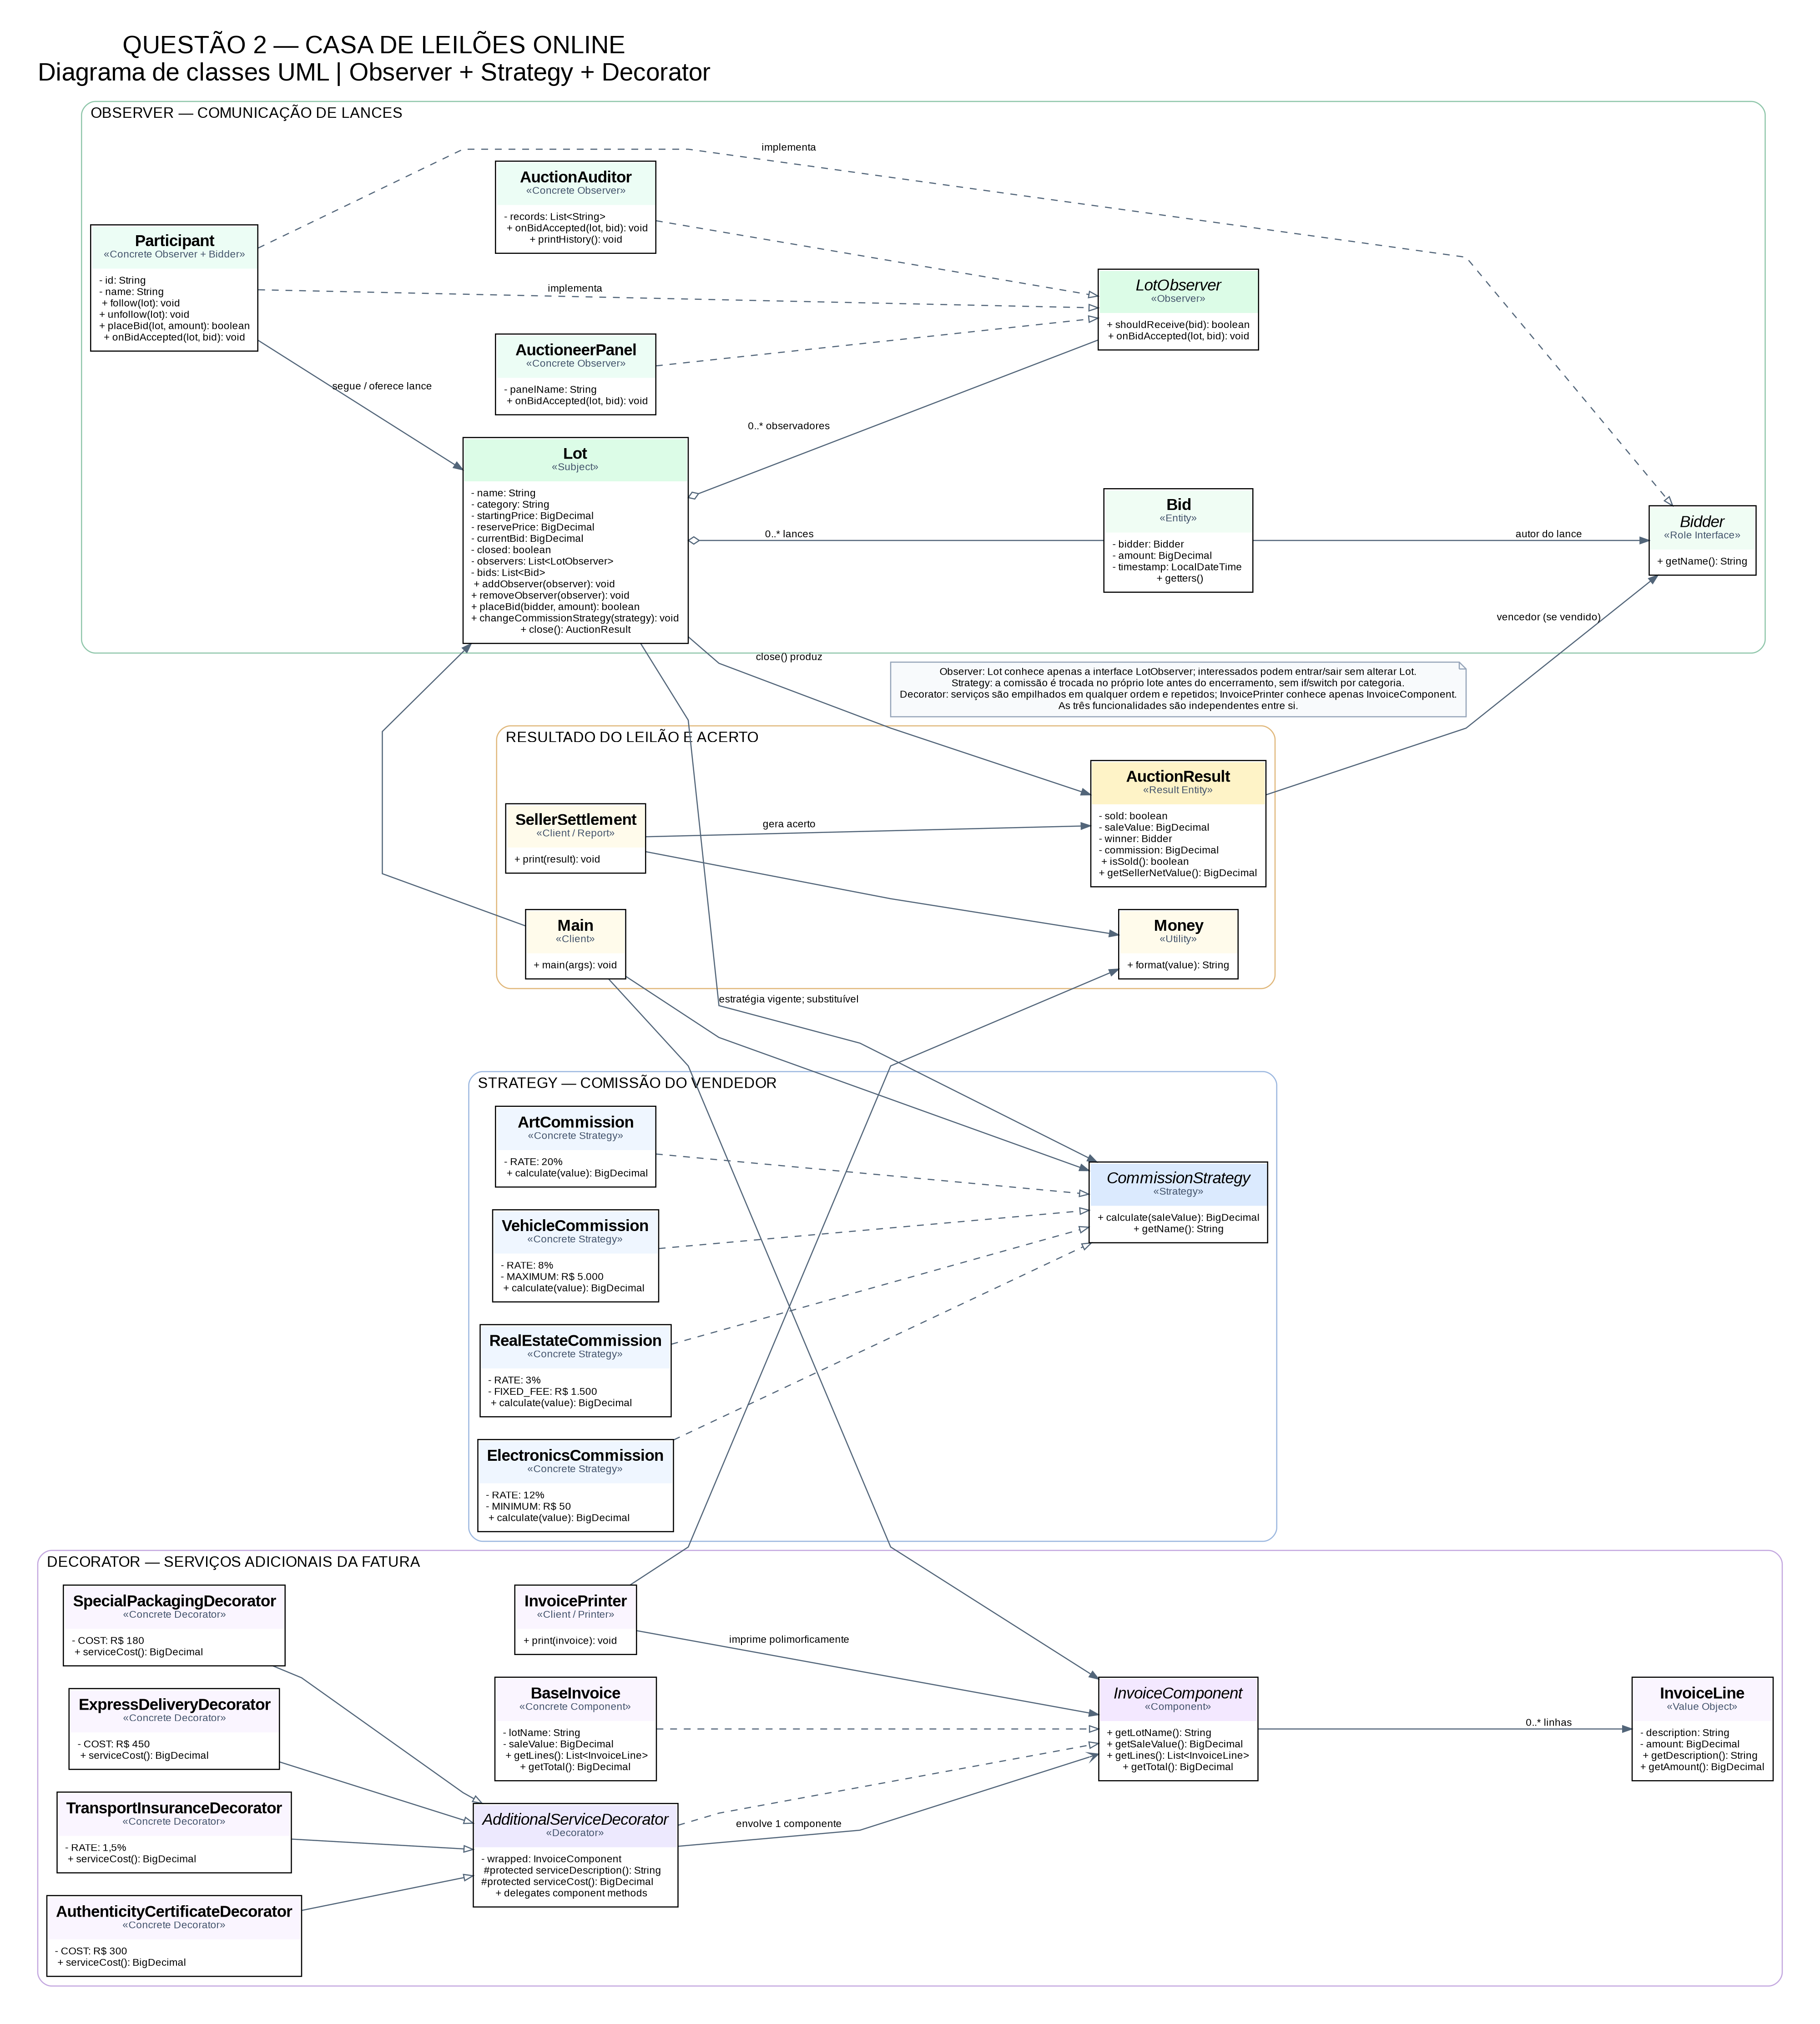 QUESTÃO 2 — CASA DE LEILÕES ONLINE
Diagrama de classes UML | Observer + Strategy + Decorator
OBSERVER — COMUNICAÇÃO DE LANCES
implementa
AuctionAuditor
«Concrete Observer»
- records: List<String>
+ onBidAccepted(lot, bid): void
+ printHistory(): void
Participant
«Concrete Observer + Bidder»
- id: String
- name: String
+ follow(lot): void
+ unfollow(lot): void
+ placeBid(lot, amount): boolean
+ onBidAccepted(lot, bid): void
implementa
LotObserver
«Observer»
+ shouldReceive(bid): boolean
+ onBidAccepted(lot, bid): void
AuctioneerPanel
«Concrete Observer»
- panelName: String
+ onBidAccepted(lot, bid): void
segue / oferece lance
0..* observadores
Lot
«Subject»
- name: String
- category: String
- startingPrice: BigDecimal
- reservePrice: BigDecimal
- currentBid: BigDecimal
- closed: boolean
- observers: List<LotObserver>
- bids: List<Bid>
+ addObserver(observer): void
+ removeObserver(observer): void
+ placeBid(bidder, amount): boolean
+ changeCommissionStrategy(strategy): void
+ close(): AuctionResult
0..* lances
Bid
«Entity»
- bidder: Bidder
- amount: BigDecimal
- timestamp: LocalDateTime
+ getters()
autor do lance
Bidder
«Role Interface»
+ getName(): String
vencedor (se vendido)
close() produz
Observer: Lot conhece apenas a interface LotObserver; interessados podem entrar/sair sem alterar Lot.
Strategy: a comissão é trocada no próprio lote antes do encerramento, sem if/switch por categoria.
Decorator: serviços são empilhados em qualquer ordem e repetidos; InvoicePrinter conhece apenas InvoiceComponent.
As três funcionalidades são independentes entre si.
RESULTADO DO LEILÃO E ACERTO
SellerSettlement
«Client / Report»
+ print(result): void
gera acerto
AuctionResult
«Result Entity»
- sold: boolean
- saleValue: BigDecimal
- winner: Bidder
- commission: BigDecimal
+ isSold(): boolean
+ getSellerNetValue(): BigDecimal
Main
«Client»
+ main(args): void
Money
«Utility»
+ format(value): String
estratégia vigente; substituível
STRATEGY — COMISSÃO DO VENDEDOR
ArtCommission
«Concrete Strategy»
- RATE: 20%
+ calculate(value): BigDecimal
CommissionStrategy
«Strategy»
+ calculate(saleValue): BigDecimal
+ getName(): String
VehicleCommission
«Concrete Strategy»
- RATE: 8%
- MAXIMUM: R$ 5.000
+ calculate(value): BigDecimal
RealEstateCommission
«Concrete Strategy»
- RATE: 3%
- FIXED_FEE: R$ 1.500
+ calculate(value): BigDecimal
ElectronicsCommission
«Concrete Strategy»
- RATE: 12%
- MINIMUM: R$ 50
+ calculate(value): BigDecimal
DECORATOR — SERVIÇOS ADICIONAIS DA FATURA
SpecialPackagingDecorator
«Concrete Decorator»
- COST: R$ 180
+ serviceCost(): BigDecimal
InvoicePrinter
«Client / Printer»
+ print(invoice): void
imprime polimorficamente
ExpressDeliveryDecorator
«Concrete Decorator»
- COST: R$ 450
+ serviceCost(): BigDecimal
BaseInvoice
«Concrete Component»
- lotName: String
- saleValue: BigDecimal
+ getLines(): List<InvoiceLine>
+ getTotal(): BigDecimal
InvoiceComponent
«Component»
+ getLotName(): String
+ getSaleValue(): BigDecimal
+ getLines(): List<InvoiceLine>
+ getTotal(): BigDecimal
0..* linhas
InvoiceLine
«Value Object»
- description: String
- amount: BigDecimal
+ getDescription(): String
+ getAmount(): BigDecimal
TransportInsuranceDecorator
«Concrete Decorator»
- RATE: 1,5%
+ serviceCost(): BigDecimal
AdditionalServiceDecorator
«Decorator»
- wrapped: InvoiceComponent
#protected serviceDescription(): String
#protected serviceCost(): BigDecimal
+ delegates component methods
envolve 1 componente
AuthenticityCertificateDecorator
«Concrete Decorator»
- COST: R$ 300
+ serviceCost(): BigDecimal